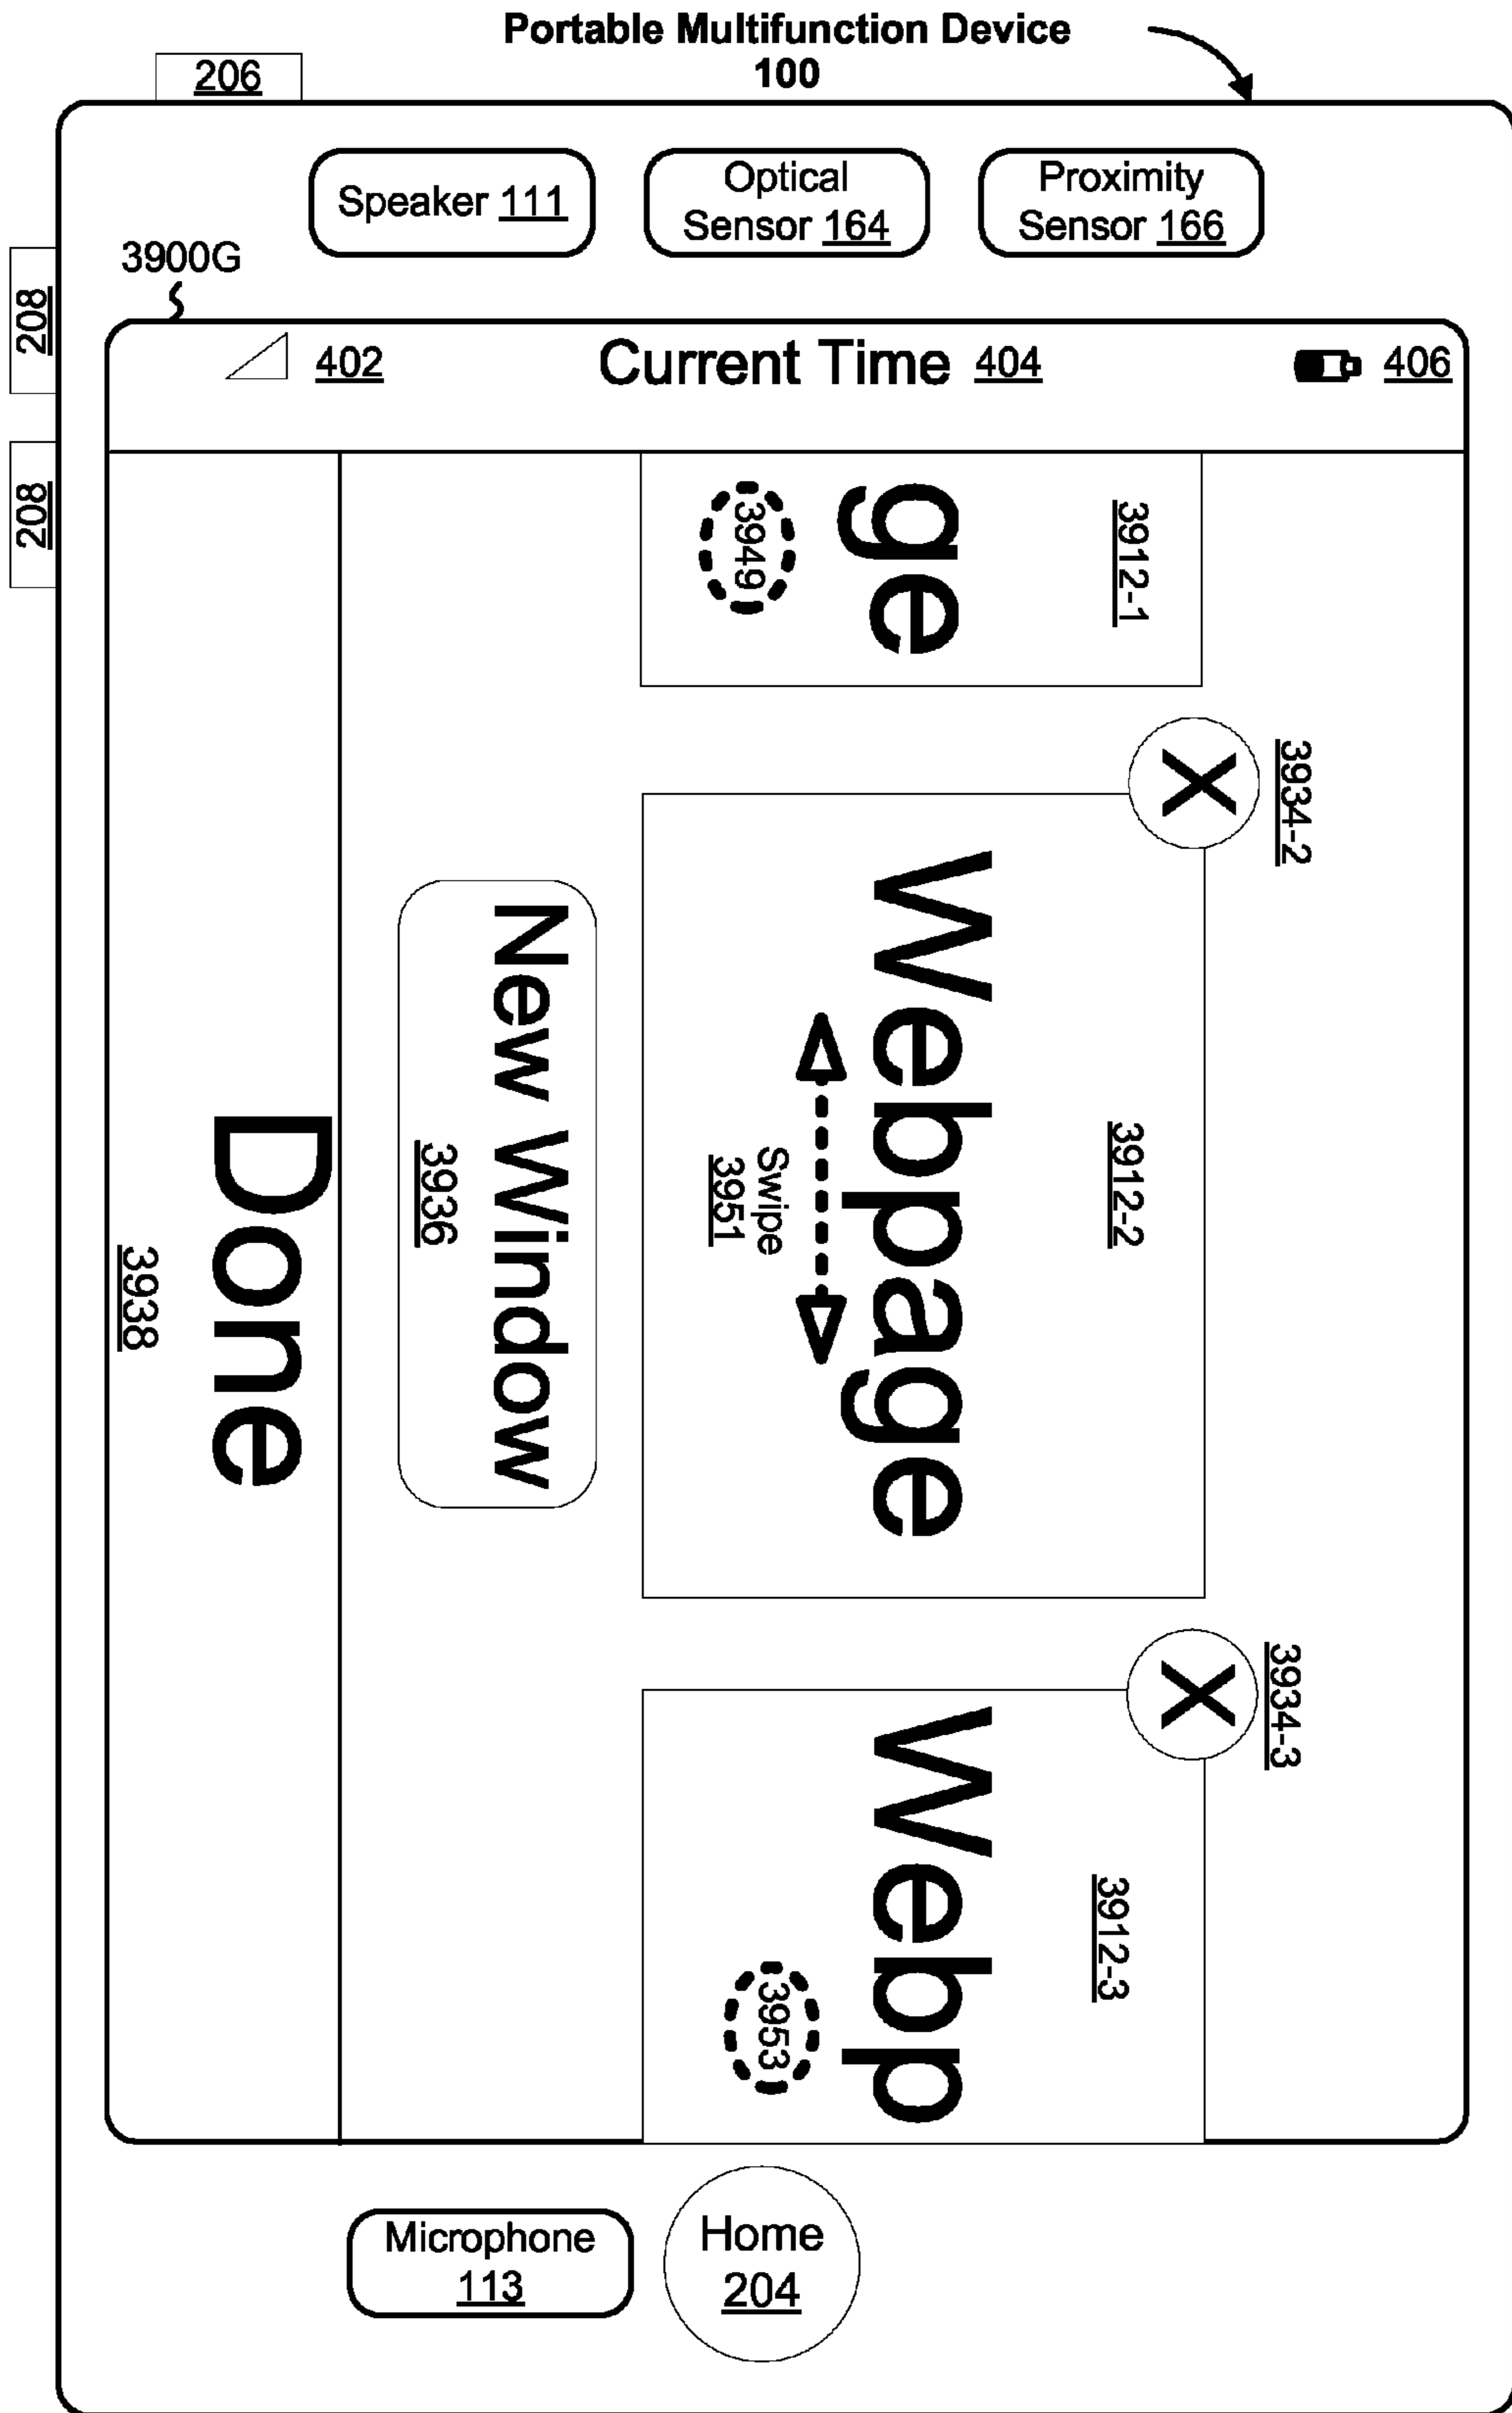 Portable Multifunction Device
100
206
Speaker 111
Optical
Sensor 164
Proximity
Sensor 166
3900G
208
208
402
Current Time 404
406
3912-1
ge
3949
3934-2
X
3912-2
Webpage
Swipe
3951
New Window
3936
3934-3
X
3912-3
Webp
3953
Done
3938
Microphone
113
Home
204